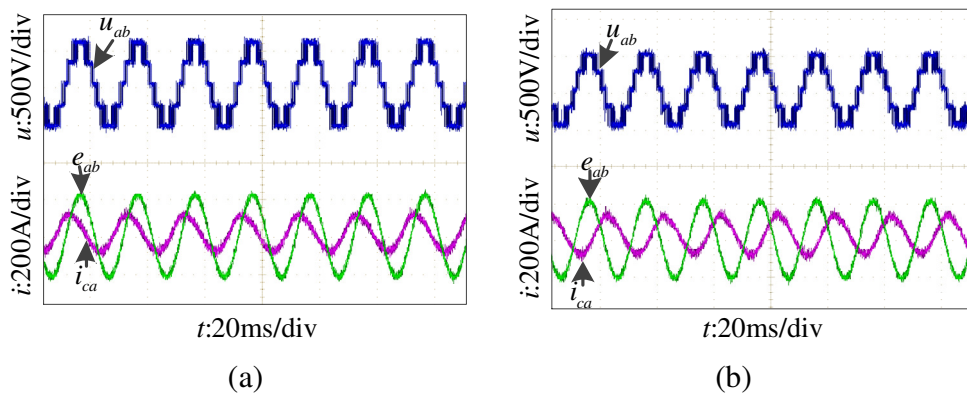 u:500V/div
u_ab
e_ab
i:200A/div
i_ca
t:20ms/div
(a)
u:500V/div
u_ab
e_ab
i:200A/div
i_ca
t:20ms/div
(b)